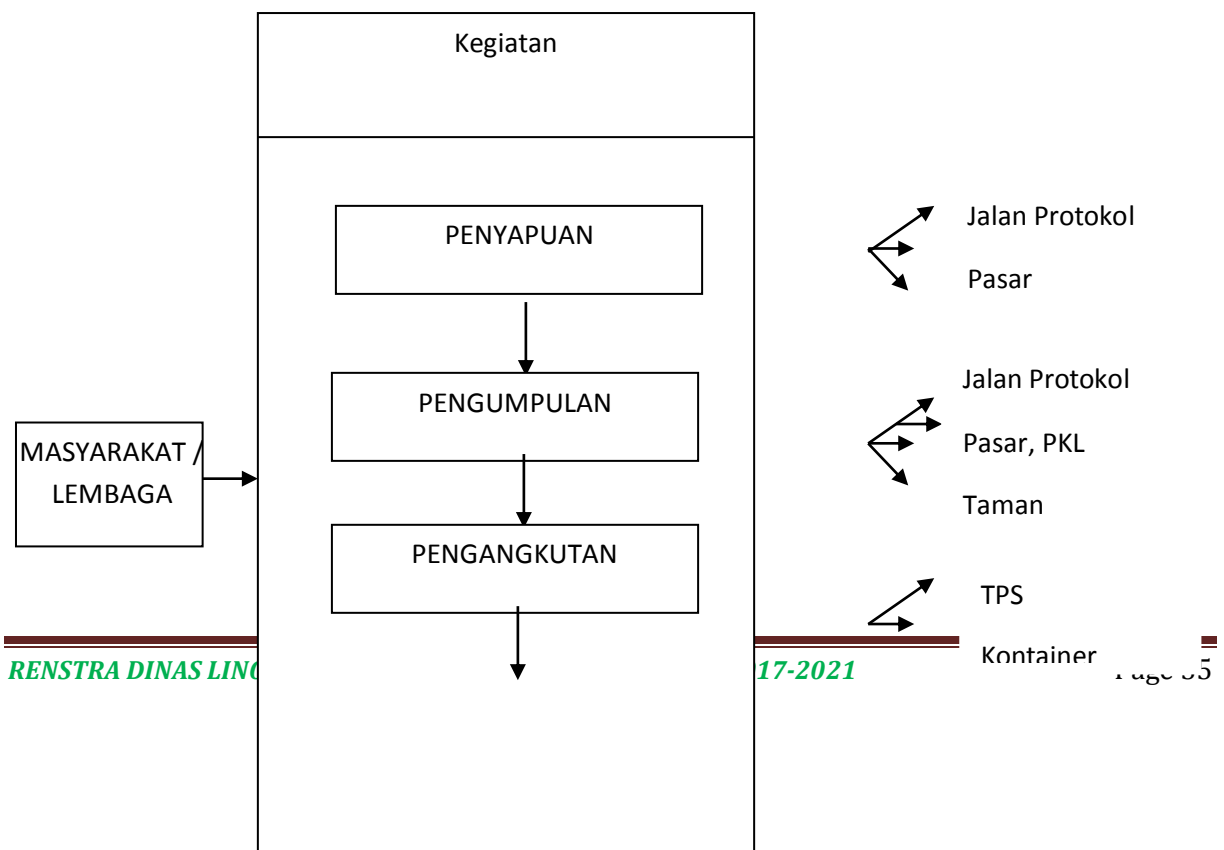 Kegiatan
PENYAPUAN
Jalan Protokol
Pasar
PENGUMPULAN
Jalan Protokol
Pasar, PKL
Taman
MASYARAKAT /
LEMBAGA
PENGANGKUTAN
TPS
Kontainer
RENSTRA DINAS
17-2021